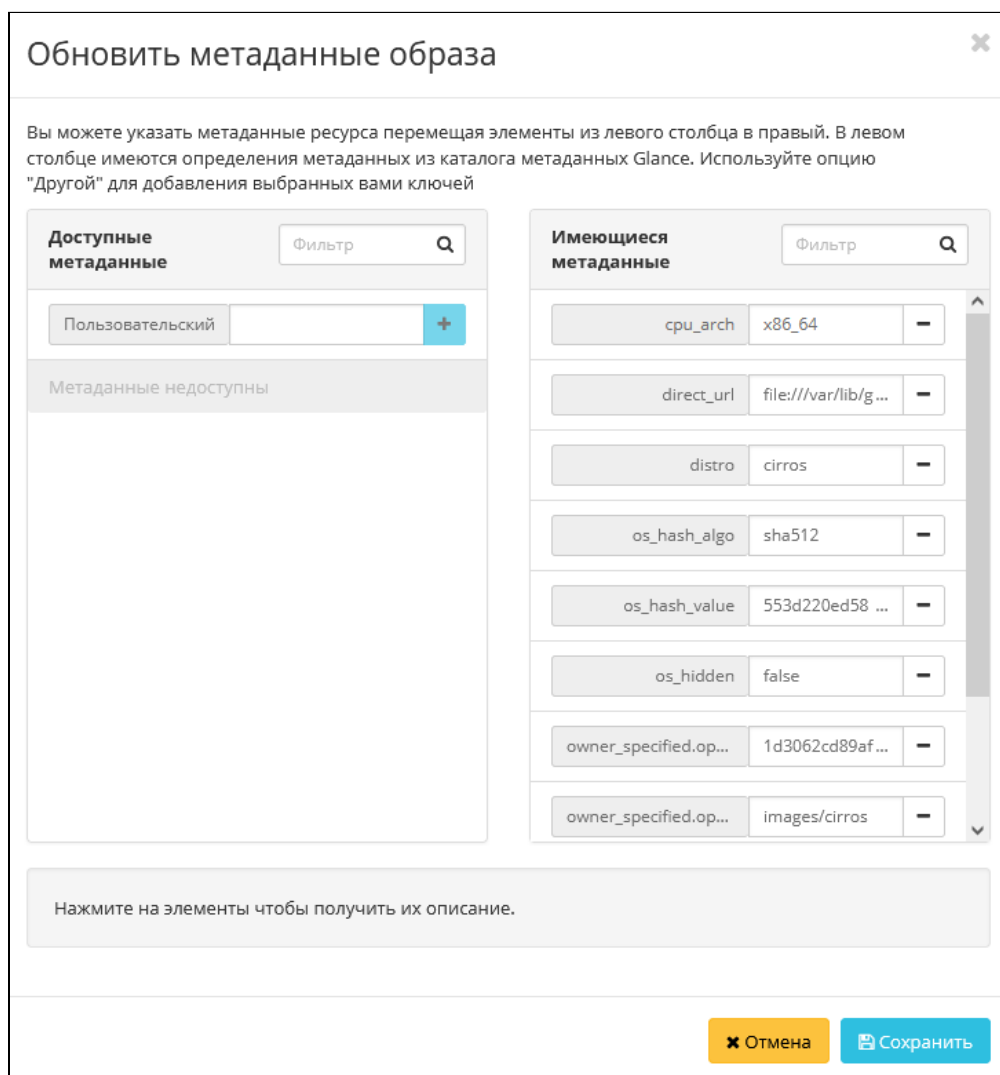 Обновить метаданные образа
Вы можете указать метаданные ресурса перемещая элементы из левого столбца в правый. В левом
столбце имеются определения метаданных из каталога метаданных Glance. Используйте опцию
"Другой" для добавления выбранных вами ключей
Доступные
метаданные
Фильтр
Пользовательский
Метаданные недоступны
Имеющиеся
метаданные
Фильтр
cpu_arch x86_64
direct_url file:///var/lib/g...
distro cirros
os_hash_algo sha512
os_hash_value 553d220ed58 ...
os_hidden false
owner_specified.op... 1d3062cd89af...
owner_specified.op... images/cirros
Нажмите на элементы чтобы получить их описание.
Отмена
Сохранить